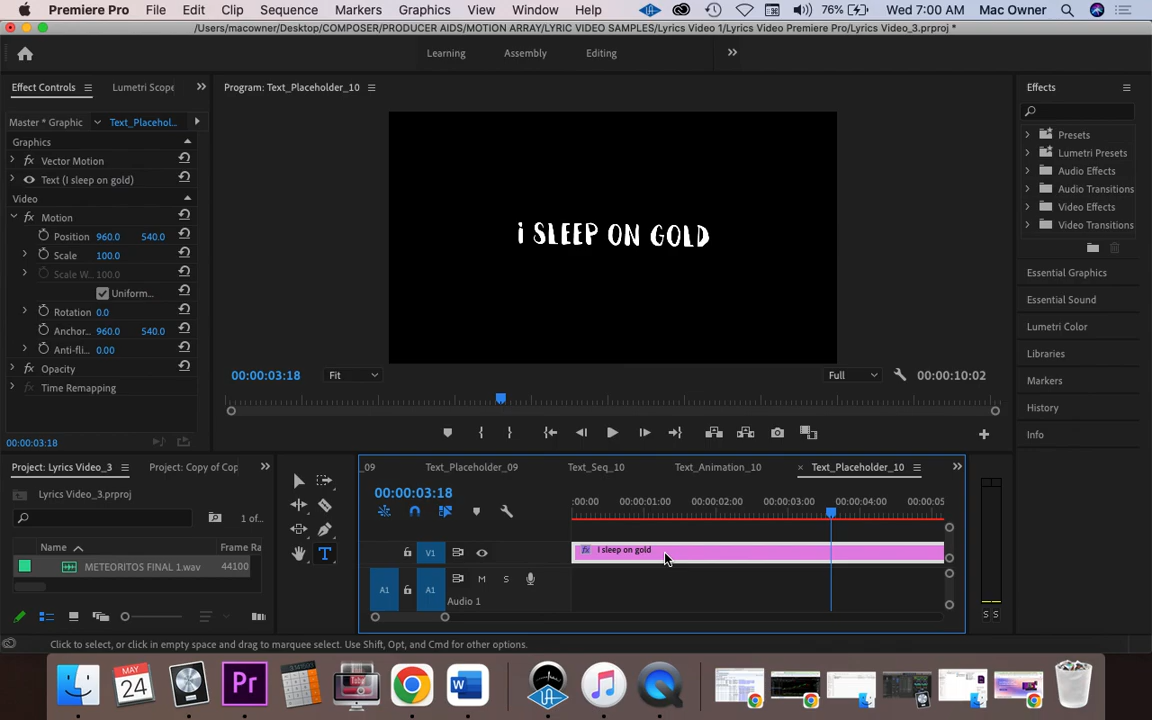 Premiere Pro File Edit Clip Sequence Markers Graphics View Window Help 76% Wed 7:00 AM Mac Owner
/Users/macowner/Desktop/COMPOSER/PRODUCER AIDS/MOTION ARRAY/LYRIC VIDEO SAMPLES/Lyrics Video 1/Lyrics Video Premiere Pro/Lyrics Video_3.prproj *
Learning Assembly Editing
Effect Controls Lumetri Scope Program: Text_Placeholder_10 Effects
Master * Graphic Text_Placehol...
Graphics
Vector Motion
Text (I sleep on gold)
Video
Motion
Position 960.0 540.0
Scale 100.0
Scale W... 100.0
Uniform...
Rotation 0.0
Anchor... 960.0 540.0
Anti-fli... 0.00
Opacity
Time Remapping
00:00:03:18
i SLEEP ON GOLD
00:00:03:18 Fit Full 00:00:10:02
Presets
Lumetri Presets
Audio Effects
Audio Transitions
Video Effects
Video Transitions
Essential Graphics
Essential Sound
Lumetri Color
Libraries
Markers
History
Info
Project: Lyrics Video_3 Project: Copy of Cop
Lyrics Video_3.prproj
1 of...
Name Frame Ra
METEORITOS FINAL 1.wav 44100
_09 Text_Placeholder_09 Text_Seq_10 Text_Animation_10 Text_Placeholder_10
00:00:03:18
:00:00 00:00:01:00 00:00:02:00 00:00:03:00 00:00:04:00 00:00:05
V1 I sleep on gold
A1 A1 M S
Audio 1
S S
Click to select, or click in empty space and drag to marquee select. Use Shift, Opt, and Cmd for other options.
MAY
24
Pr
W